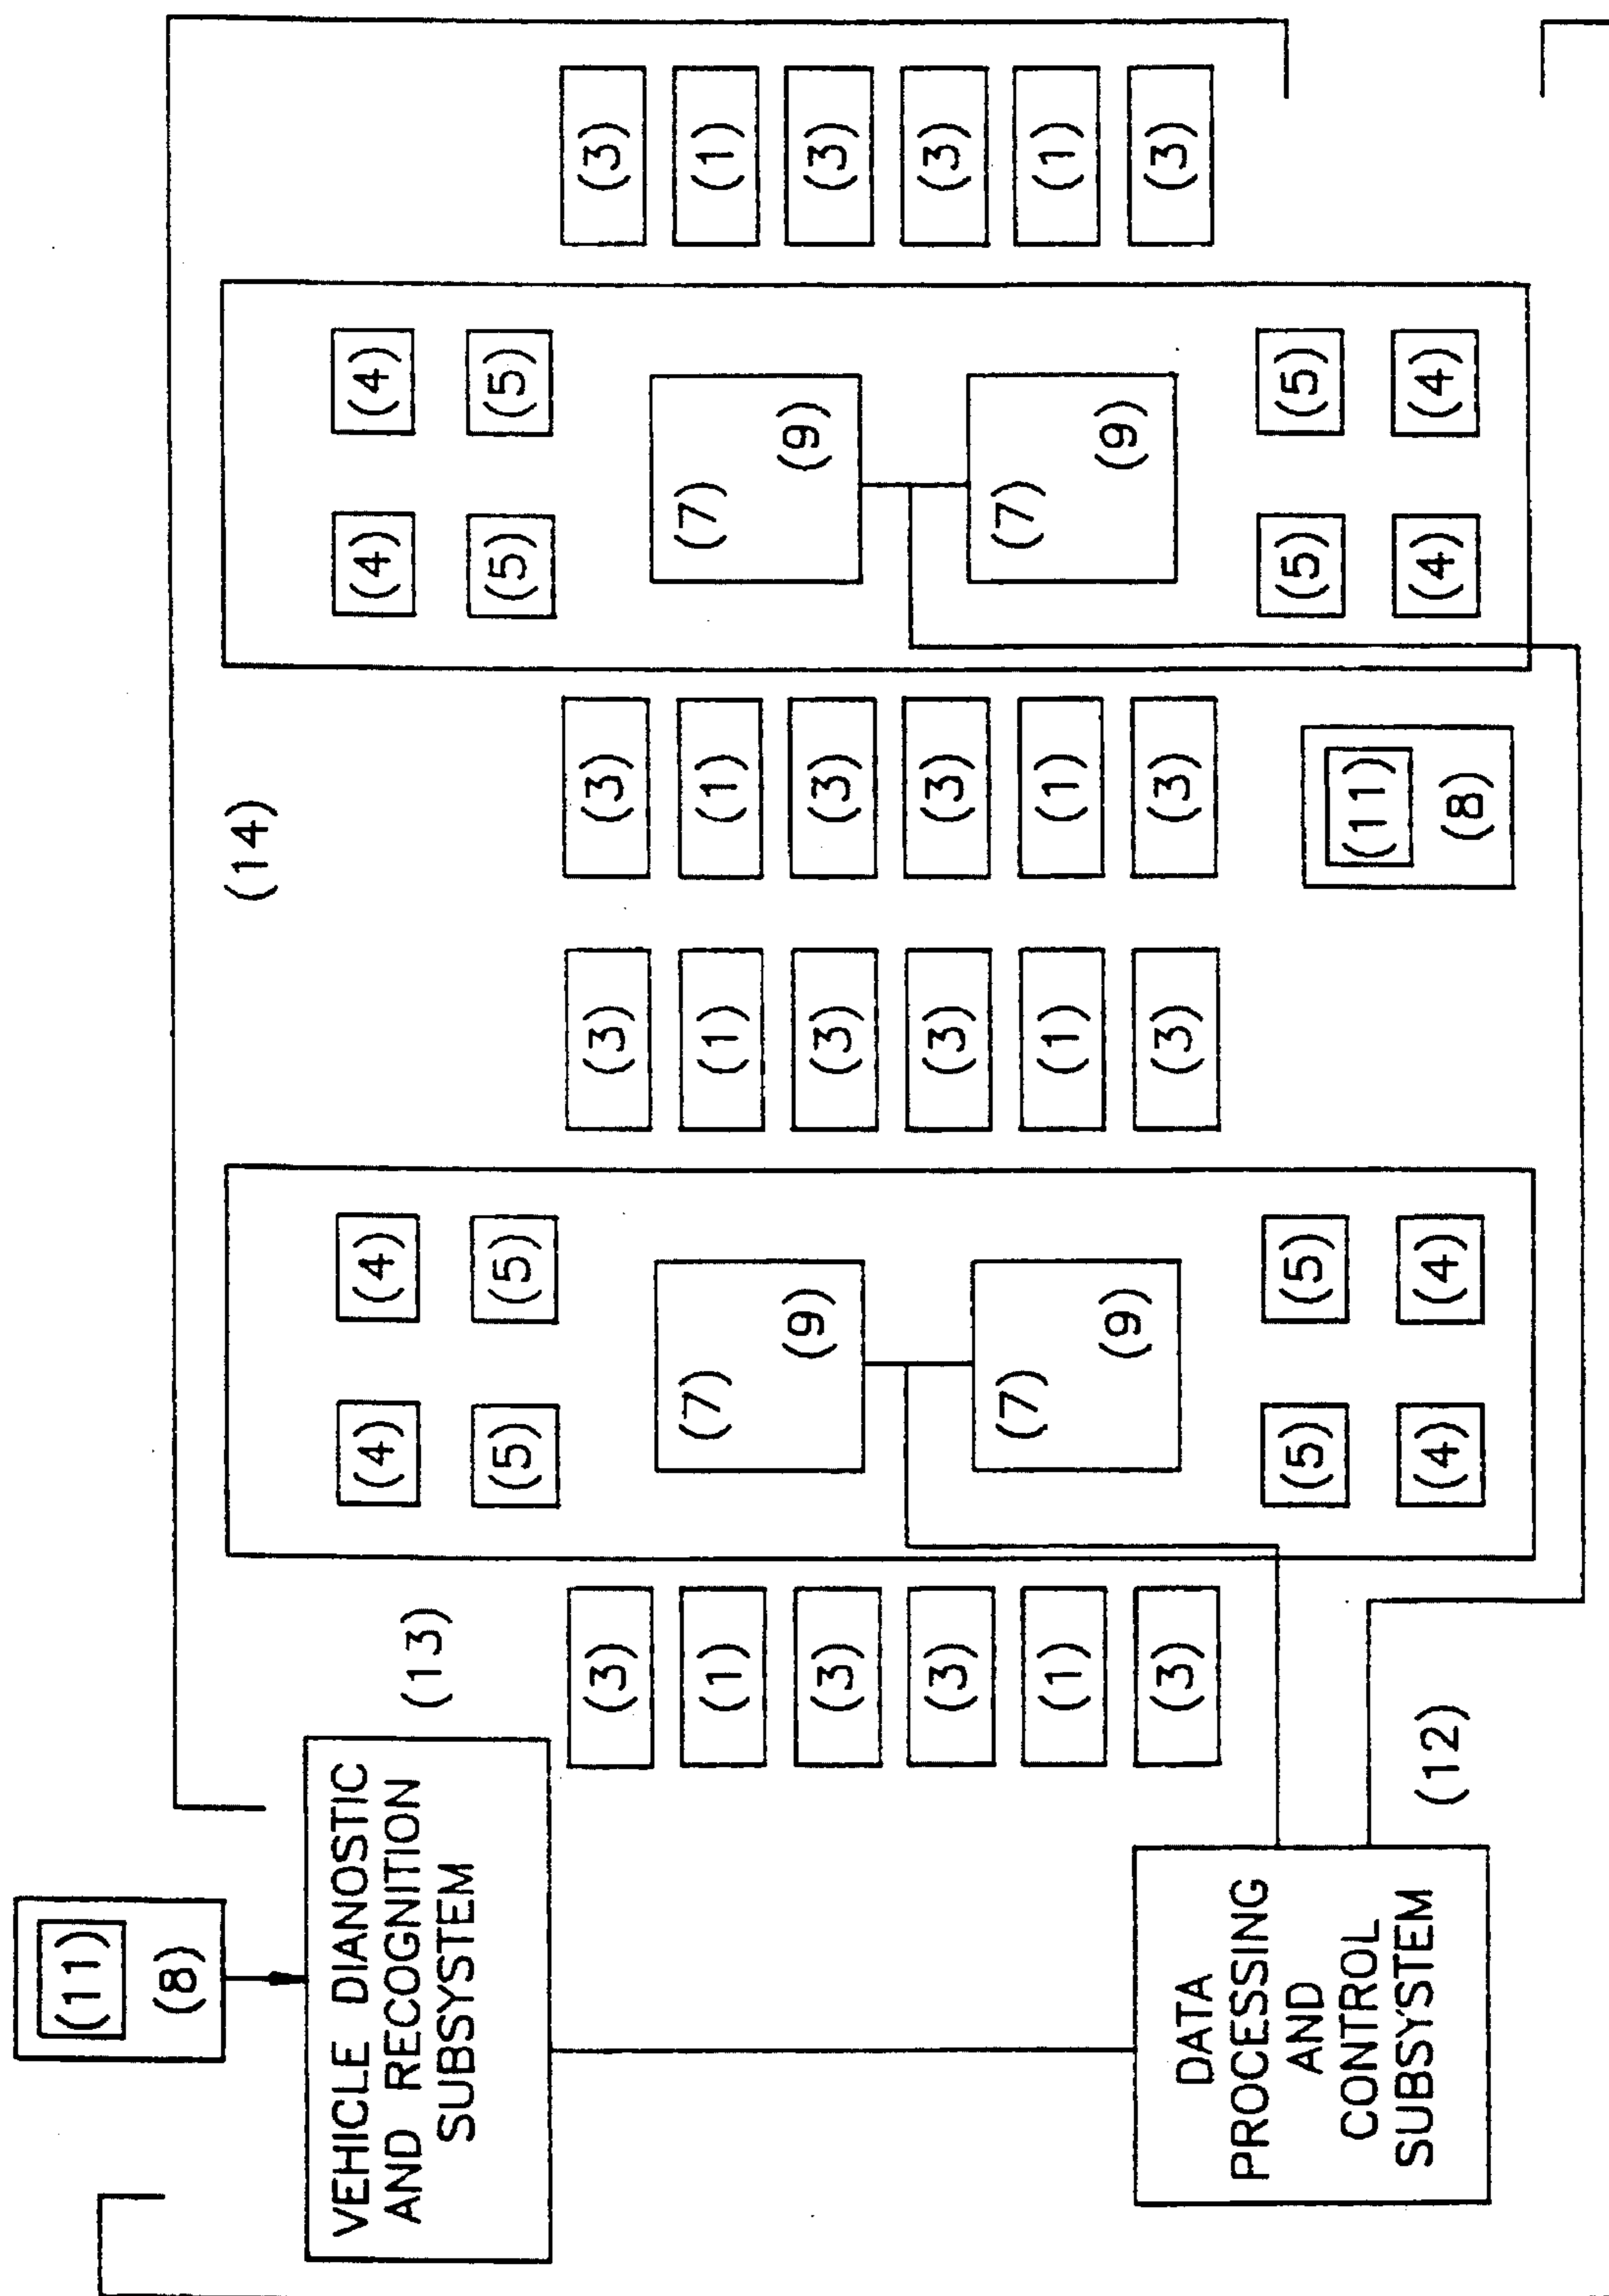 (11)
(8)
(14)
VEHICLE DIANOSTIC
AND RECOGNITION
SUBSYSTEM
(13)
(4) (4) (4) (4)
(5) (5) (5) (5)
(3) (3) (3) (3)
(7) (7)
(1) (1) (1) (1)
(9) (9)
(3) (3) (3) (3)
(3) (3) (3) (3)
(7) (7)
(1) (1) (1) (1)
(9) (9)
(3) (3) (3) (3)
DATA
PROCESSING
AND
CONTROL
SUBSYSTEM
(12)
(5) (5) (5) (5)
(11)
(4) (4) (4) (4)
(8)